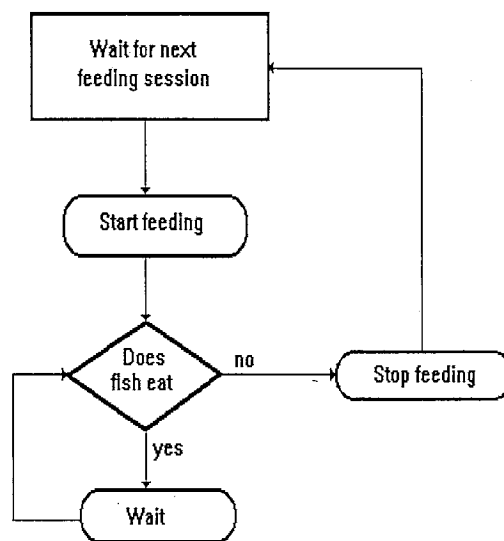 Wait for next
feeding session
Start feeding
Does
fish eat
no
Stop feeding
yes
Wait